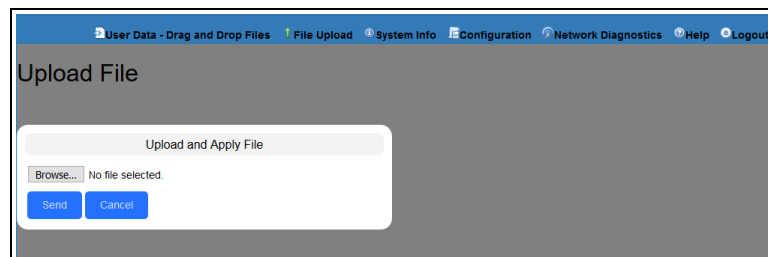 User Data - Drag and Drop Files File Upload System Info Configuration Network Diagnostics Help Logout
Upload File
Upload and Apply File
Browse... No file selected.
Send Cancel